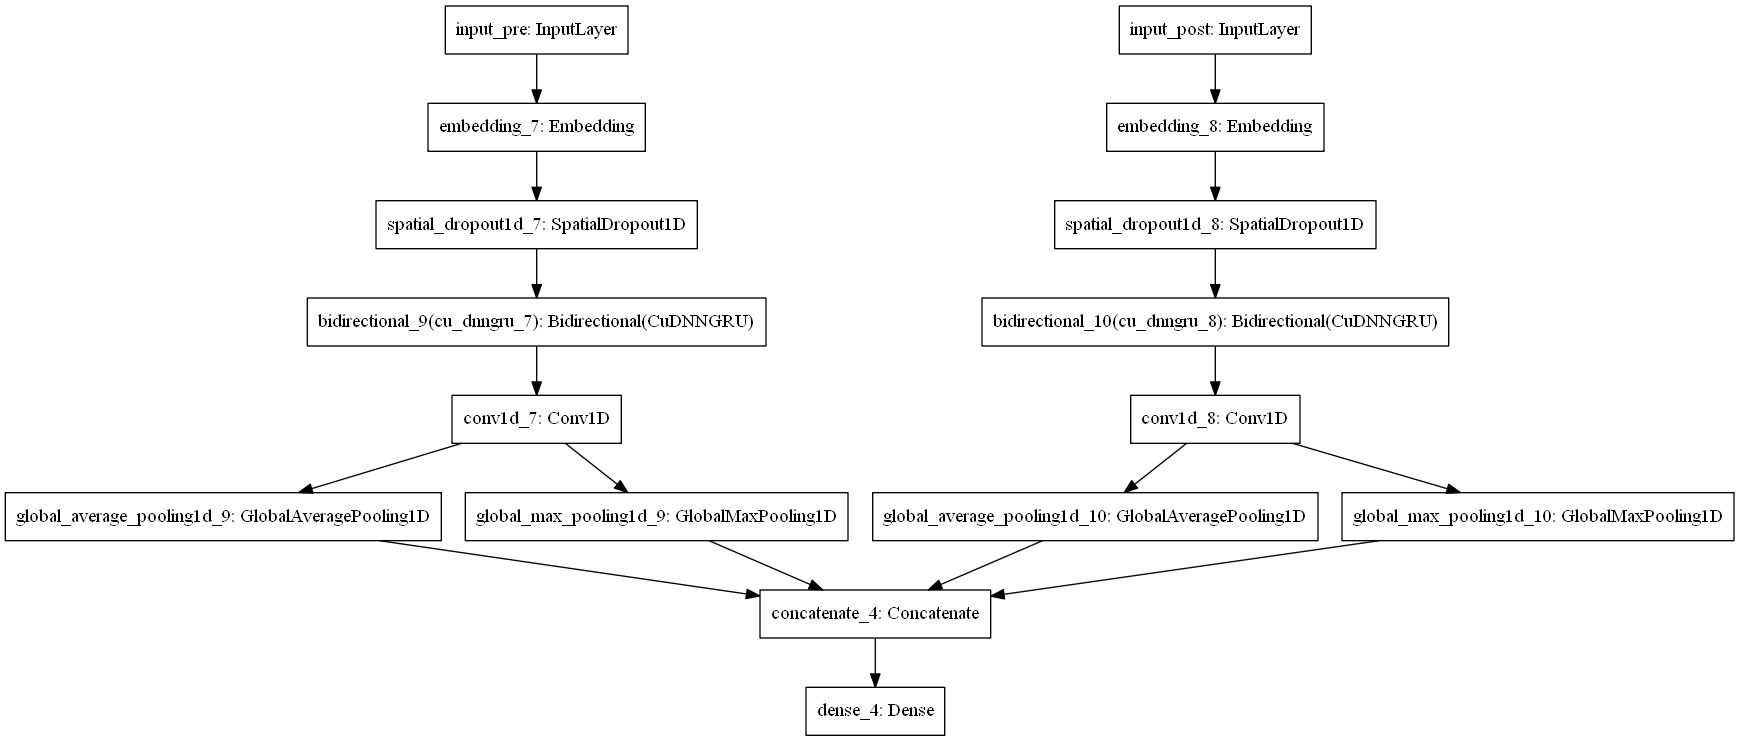 input_pre: InputLayer
input_post: InputLayer
embedding_7: Embedding
embedding_8: Embedding
spatial_dropout1d_7: SpatialDropout1D
spatial_dropout1d_8: SpatialDropout1D
bidirectional_9(cu_dnngru_7): Bidirectional(CuDNNGRU)
bidirectional_10(cu_dnngru_8): Bidirectional(CuDNNGRU)
conv1d_7: Conv1D
conv1d_8: Conv1D
global_average_pooling1d_9: GlobalAveragePooling1D
global_max_pooling1d_9: GlobalMaxPooling1D
global_average_pooling1d_10: GlobalAveragePooling1D
global_max_pooling1d_10: GlobalMaxPooling1D
concatenate_4: Concatenate
dense_4: Dense